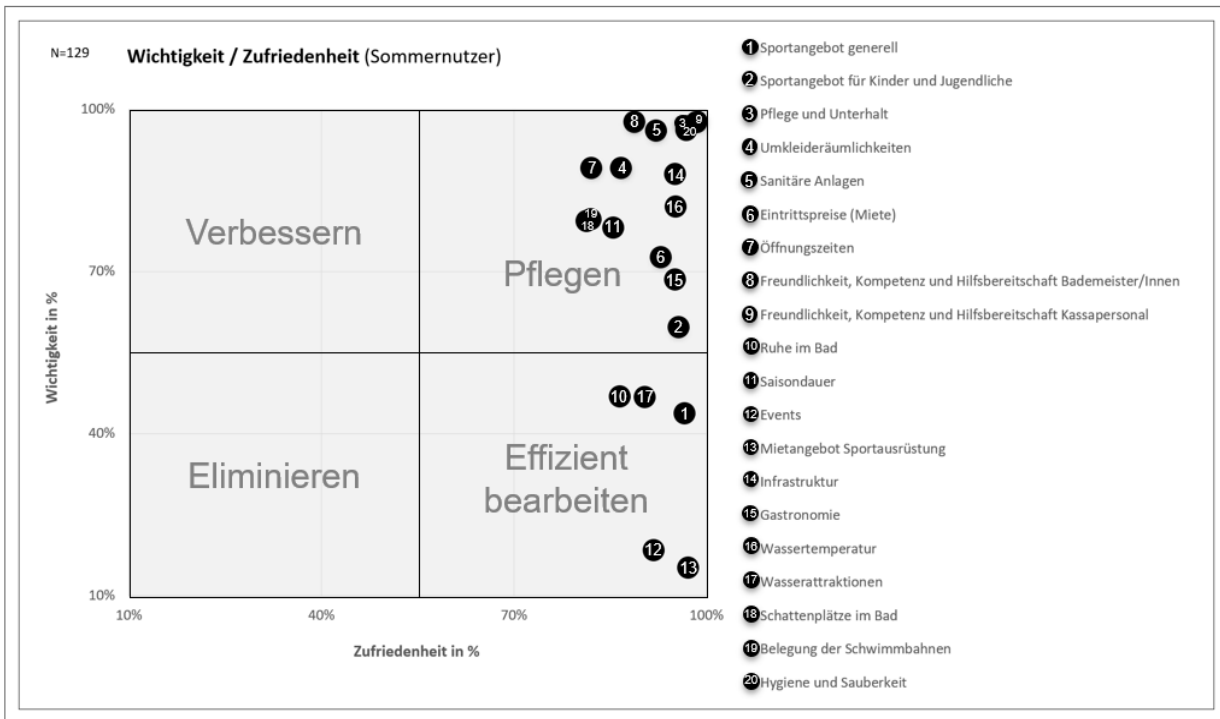 N=129
Wichtigkeit / Zufriedenheit (Sommernutzer)
100%
70%
40%
10%
Wichtigkeit in %
Verbessern
Pflegen
Eliminieren
Effizient
bearbeiten
8
5
3
9
20
7
4
14
16
19
18
11
6
15
2
10
17
1
12
13
10%
40%
70%
100%
Zufriedenheit in %
1 Sportangebot generell
2 Sportangebot für Kinder und Jugendliche
3 Pflege und Unterhalt
4 Umkleideräumlichkeiten
5 Sanitäre Anlagen
6 Eintrittspreise (Miete)
7 Öffnungszeiten
8 Freundlichkeit, Kompetenz und Hilfsbereitschaft Bademeister/Innen
9 Freundlichkeit, Kompetenz und Hilfsbereitschaft Kassapersonal
10 Ruhe im Bad
11 Saisondauer
12 Events
13 Mietangebot Sportausrüstung
14 Infrastruktur
15 Gastronomie
16 Wassertemperatur
17 Wasserattraktionen
18 Schattenplätze im Bad
19 Belegung der Schwimmbahnen
20 Hygiene und Sauberkeit